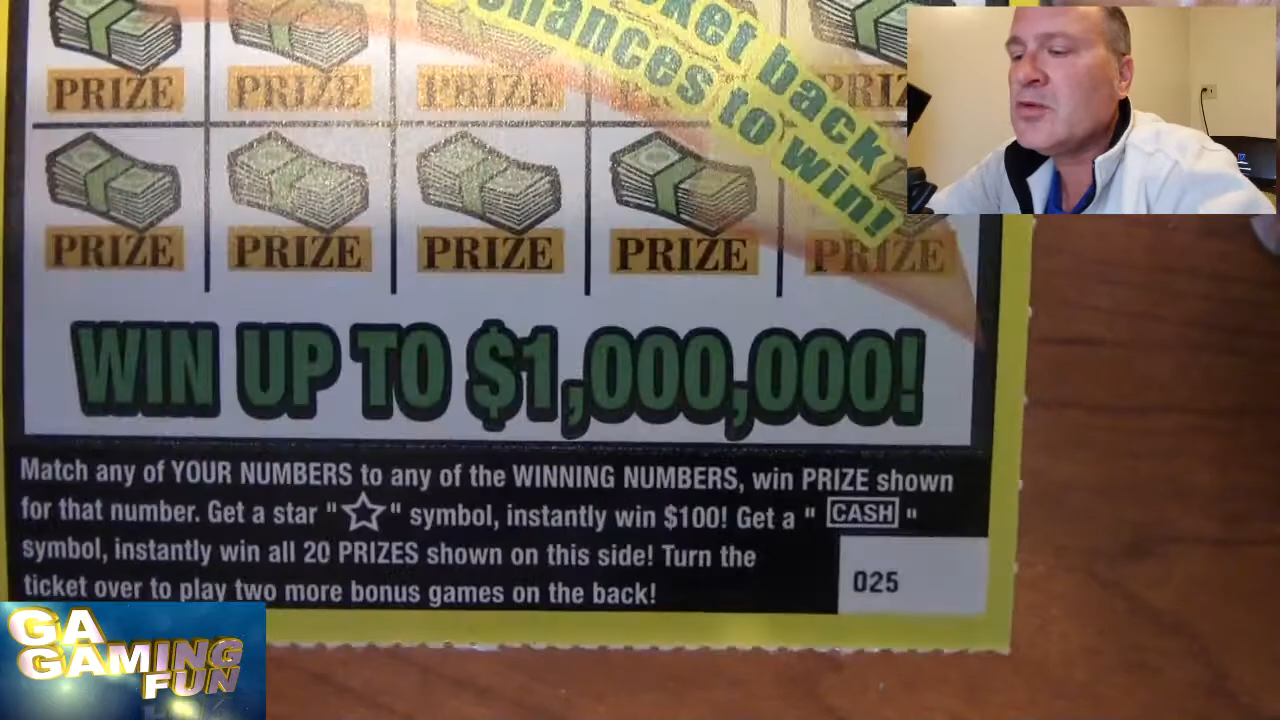 cket back
chances to win!
PRIZE PRIZE PRIZE PRIZ
PRIZE PRIZE PRIZE PRIZE PRIZE
WIN UP TO $1,000,000!
Match any of YOUR NUMBERS to any of the WINNING NUMBERS, win PRIZE shown
for that number. Get a star "☆" symbol, instantly win $100! Get a "CASH"
symbol, instantly win all 20 PRIZES shown on this side! Turn the
ticket over to play two more bonus games on the back!
025
GA
GAMING
FUN